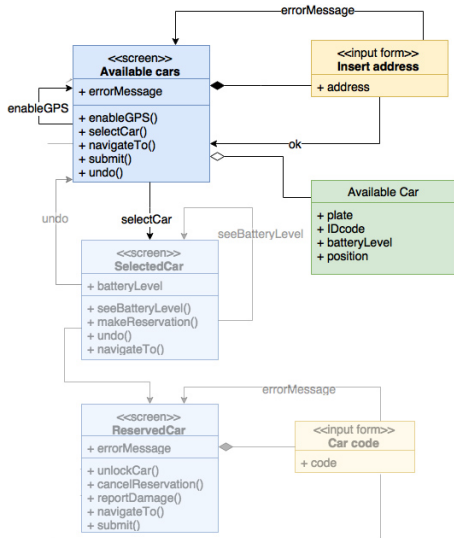 errorMessage
<<screen>>
Available cars
+ errorMessage
+ enableGPS()
+ selectCar()
+ navigateTo()
+ submit()
+ undo()
<<input form>>
Insert address
+ address
enableGPS
ok
Available Car
+ plate
+ IDcode
+ batteryLevel
+ position
undo
selectCar
seeBatteryLevel
<<screen>>
SelectedCar
+ batteryLevel
+ seeBatteryLevel()
+ makeReservation()
+ undo()
+ navigateTo()
errorMessage
<<screen>>
ReservedCar
+ errorMessage
+ unlockCar()
+ cancelReservation()
+ reportDamage()
+ navigateTo()
+ submit()
<<input form>>
Car code
+ code